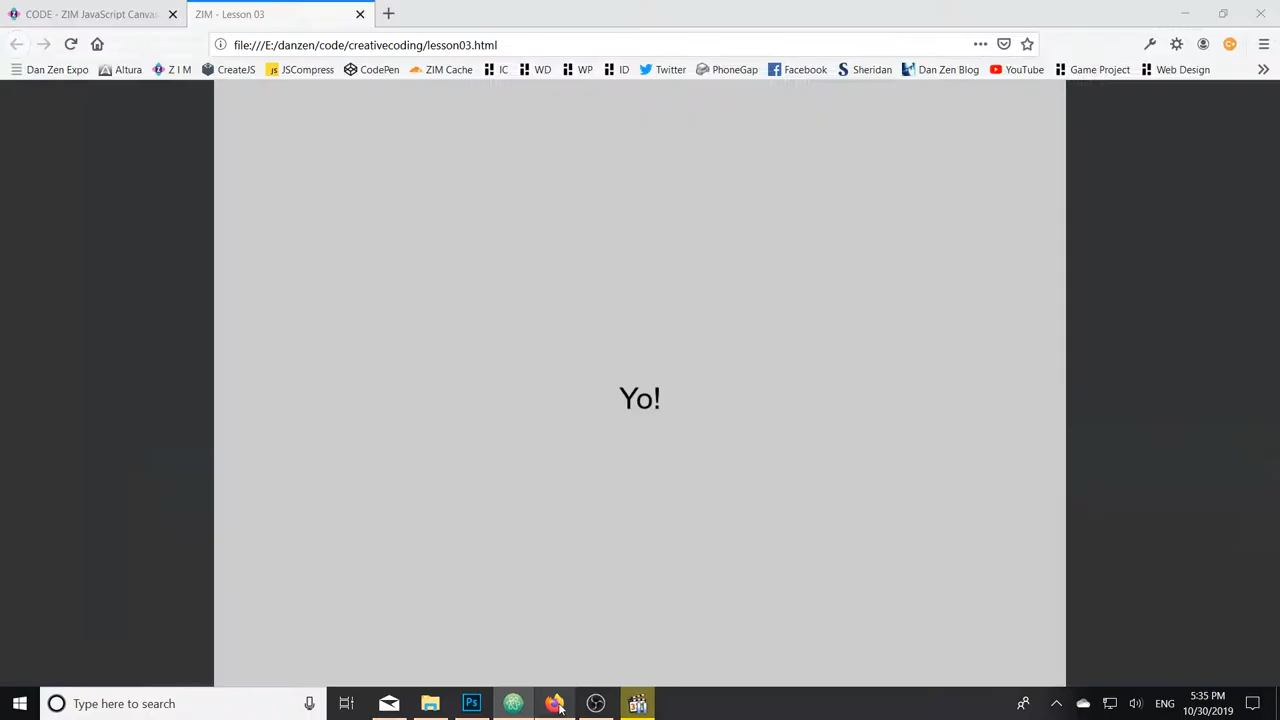 CODE - ZIM JavaScript Canvas
ZIM - Lesson 03
file:///E:/danzen/code/creativecoding/lesson03.html
Dan Zen Expo Altura Z I M CreateJS JSCompress CodePen ZIM Cache IC WD WP ID Twitter PhoneGap Facebook Sheridan Dan Zen Blog YouTube Game Project Web Design
Yo!
Type here to search
Ps
ENG
5:35 PM
10/30/2019